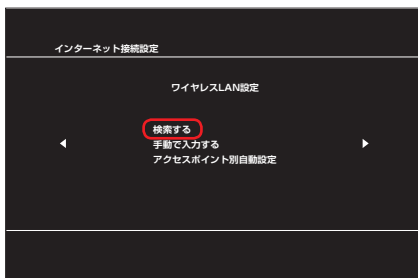 インターネット接続設定
ワイヤレスLAN設定
検索する
手動で入力する
アクセスポイント別自動設定